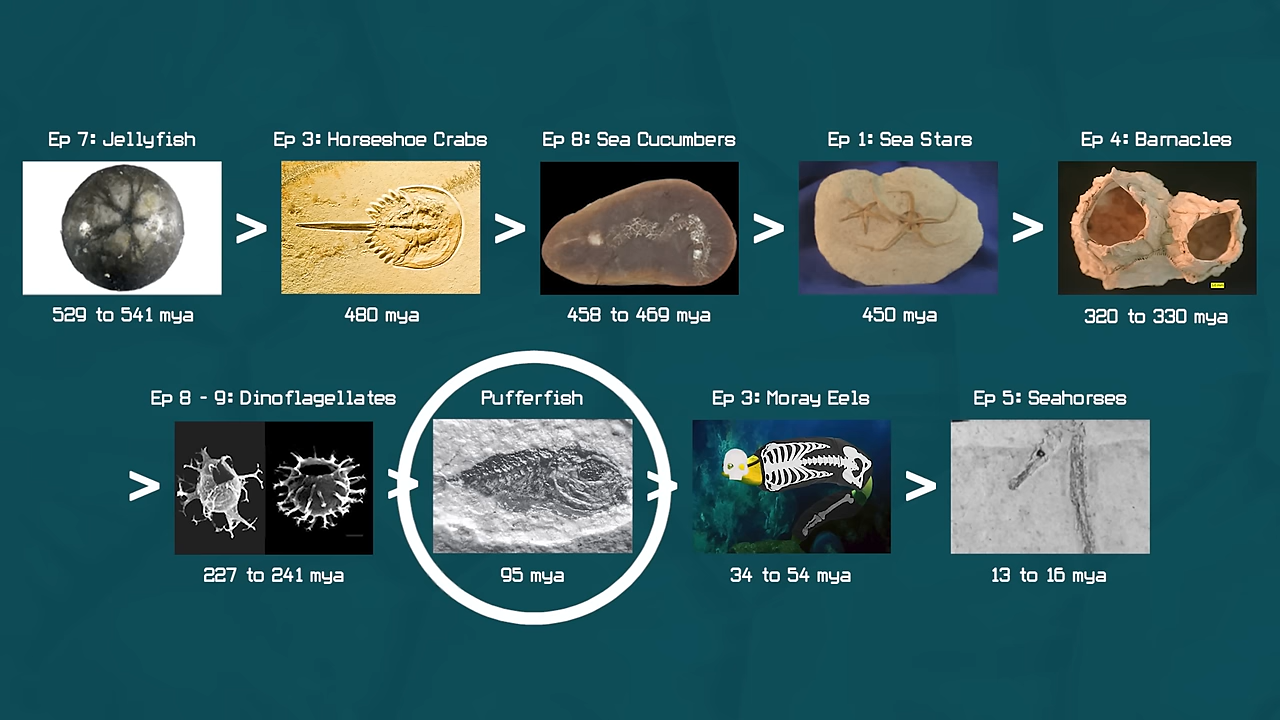 Ep 7: Jellyfish
Ep 3: Horseshoe Crabs
Ep 8: Sea Cucumbers
Ep 1: Sea Stars
Ep 4: Barnacles
>
>
>
>
529 to 541 mya
480 mya
458 to 469 mya
450 mya
320 to 330 mya
Ep 8 - 9: Dinoflagellates
Pufferfish
Ep 3: Moray Eels
Ep 5: Seahorses
>
>
>
>
227 to 241 mya
95 mya
34 to 54 mya
13 to 16 mya